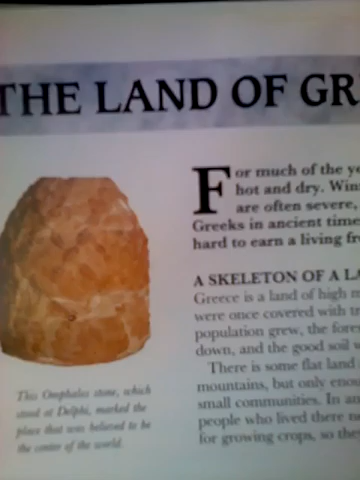 THE LAND OF GR
For much of the ye
hot and dry. Win
are often severe,
Greeks in ancient time
hard to earn a living fr
A SKELETON OF A LA
Greece is a land of high m
were once covered with tr
population grew, the fores
down, and the good soil w
There is some flat land
mountains, but only enou
small communities. In an
people who lived there ne
for growing crops, so they
This Omphalos stone, which
stood at Delphi, marked the
place that was believed to be
the center of the world.